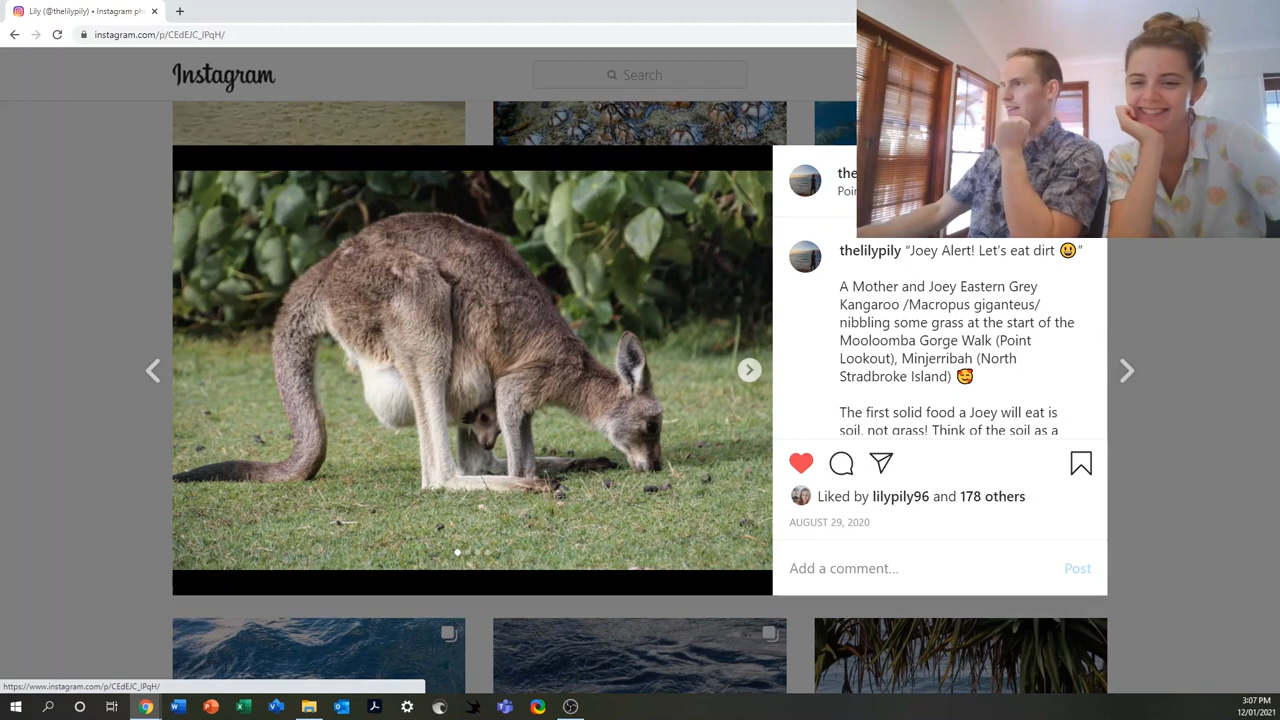 Lily (@thelilypily) • Instagram ph
instagram.com/p/CEdEJC_lPqH/
Instagram
Search
the
Poi
thelilypily “Joey Alert! Let’s eat dirt 😃”
A Mother and Joey Eastern Grey
Kangaroo /Macropus giganteus/
nibbling some grass at the start of the
Mooloomba Gorge Walk (Point
Lookout), Minjerribah (North
Stradbroke Island) 🥰
The first solid food a Joey will eat is
soil, not grass! Think of the soil as a
Liked by lilypily96 and 178 others
AUGUST 29, 2020
Add a comment...
Post
https://www.instagram.com/p/CEdEJC_lPqH/
3:07 PM
12/01/2021